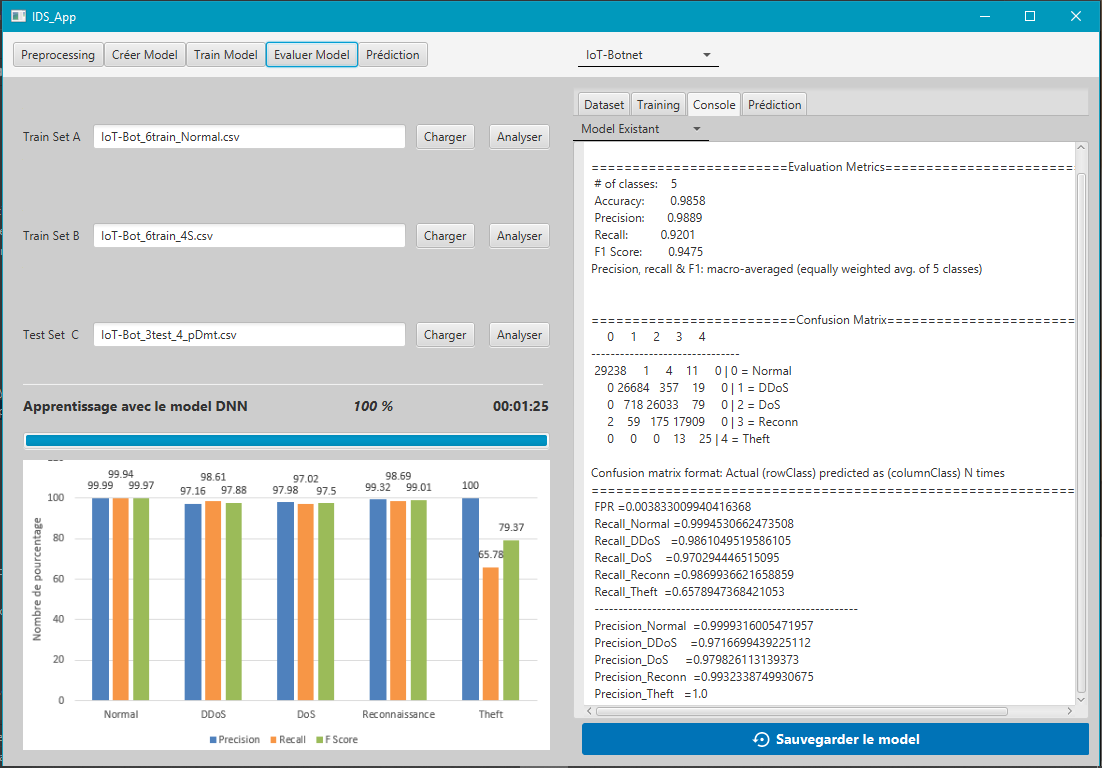 IDS_App
Preprocessing Créer Model Train Model Evaluer Model Prédiction IoT-Botnet
Dataset Training Console Prédiction
Model Existant
Train Set A IoT-Bot_6train_Normal.csv Charger Analyser
Train Set B IoT-Bot_6train_4S.csv Charger Analyser
Test Set C IoT-Bot_3test_4_pDmt.csv Charger Analyser
Apprentissage avec le model DNN 100 % 00:01:25
99.94 98.61 97.02 98.69
99.99 99.97 97.16 97.88 97.98 97.5 99.32 99.01 100
79.37
65.78
100
80
60
40
20
0
Nombre de pourcentage
Normal DDoS DoS Reconnaissance Theft
Precision Recall F Score
========================Evaluation Metrics========================
# of classes: 5
Accuracy: 0.9858
Precision: 0.9889
Recall: 0.9201
F1 Score: 0.9475
Precision, recall & F1: macro-averaged (equally weighted avg. of 5 classes)
=========================Confusion Matrix========================
0 1 2 3 4
-------------------------------
29238 1 4 11 0 | 0 = Normal
0 26684 357 19 0 | 1 = DDoS
0 718 26033 79 0 | 2 = DoS
2 59 175 17909 0 | 3 = Reconn
0 0 0 13 25 | 4 = Theft
Confusion matrix format: Actual (rowClass) predicted as (columnClass) N times
===========================================================
FPR =0.003833009940416368
Recall_Normal =0.9994530662473508
Recall_DDoS =0.9861049519586105
Recall_DoS =0.970294446515095
Recall_Reconn =0.9869936621658859
Recall_Theft =0.6578947368421053
-------------------------------------------------------
Precision_Normal =0.9999316005471957
Precision_DDoS =0.9716699439225112
Precision_DoS =0.979826113139373
Precision_Reconn =0.9932338749930675
Precision_Theft =1.0
Sauvegarder le model